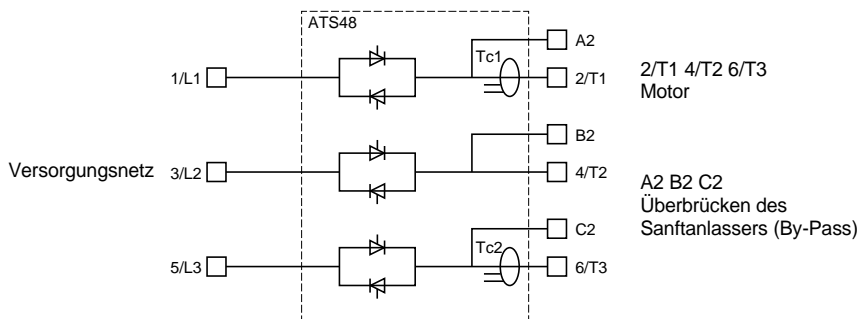 ATS48
A2
Tc1
1/L1
2/T1
2/T1 4/T2 6/T3
Motor
B2
Versorgungsnetz
3/L2
4/T2
A2 B2 C2
Überbrücken des
Sanftanlassers (By-Pass)
C2
Tc2
5/L3
6/T3